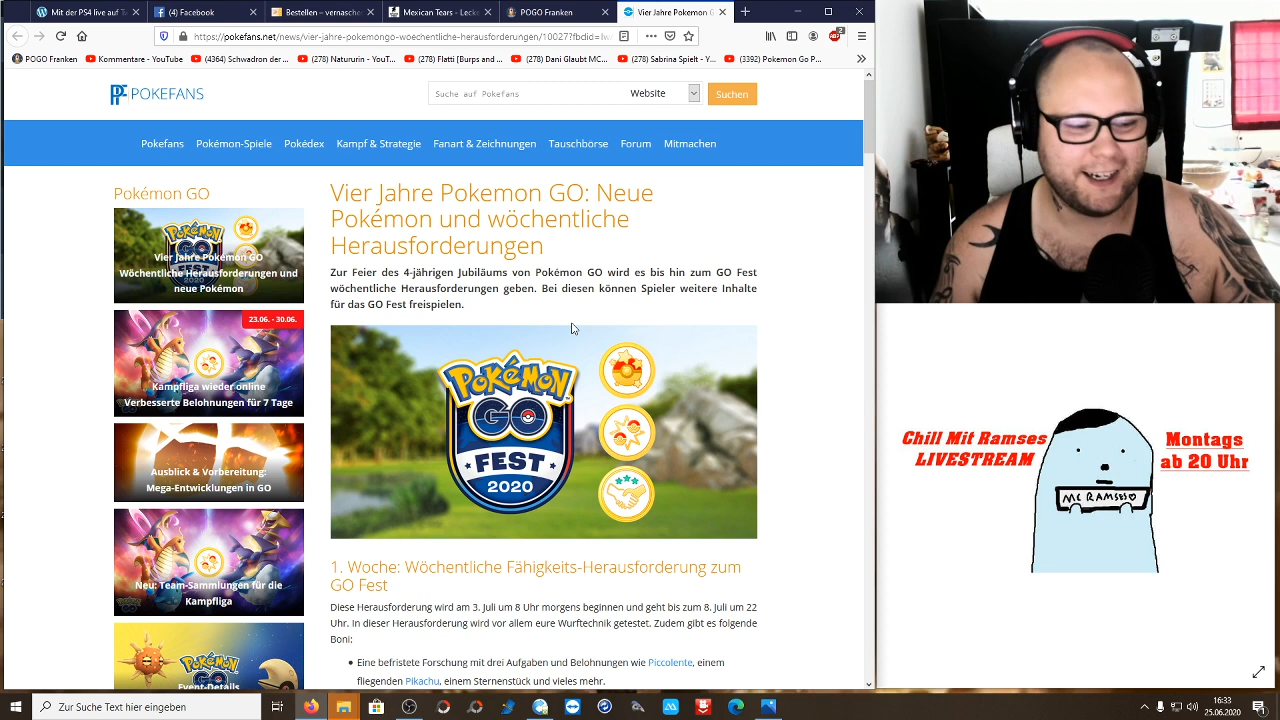 Mit der PS4 live auf T
(4) Facebook
Bestellen – vernasche
Mexican Tears - Lecke
POGO Franken
Vier Jahre Pokemon G
https://pokefans.net/news/vier-jahre-pokemon-go-woechentliche-herausforderungen/10027?fbclid=Iw
POGO Franken
Kommentare - YouTube
(4364) Schwadron der ...
(278) Natururin - YouT...
(278) Flatti [Burps and ...
(278) Dani Glaubt MC...
(278) Sabrina Spielt - Y...
(3392) Pokemon Go P...
POKEFANS
Suche auf Pokefans
Website
Suchen
Pokefans
Pokémon-Spiele
Pokédex
Kampf & Strategie
Fanart & Zeichnungen
Tauschbörse
Forum
Mitmachen
Pokémon GO
Vier Jahre Pokémon GO
Wöchentliche Herausforderungen und
neue Pokémon
23.06. - 30.06.
Kampfliga wieder online
Verbesserte Belohnungen für 7 Tage
Ausblick & Vorbereitung:
Mega-Entwicklungen in GO
Neu: Team-Sammlungen für die
Kampfliga
POKÉMON
GO
Event-Details
Vier Jahre Pokemon GO: Neue
Pokémon und wöchentliche
Herausforderungen
Zur Feier des 4-jährigen Jubiläums von Pokémon GO wird es bis hin zum GO Fest
wöchentliche Herausforderungen geben. Bei diesen können Spieler weitere Inhalte
für das GO Fest freispielen.
POKÉMON
GO
FEST
2020
1. Woche: Wöchentliche Fähigkeits-Herausforderung zum
GO Fest
Diese Herausforderung wird am 3. Juli um 8 Uhr morgens beginnen und geht bis zum 8. Juli um 22
Uhr. In dieser Herausforderung wird vor allem eure Wurftechnik getestet. Zudem gibt es folgende
Boni:
Eine befristete Forschung mit drei Aufgaben und Belohnungen wie Piccolente, einem
fliegenden Pikachu, einem Sternenstück und vieles mehr.
Chill Mit Ramses
LIVESTREAM
Montags
ab 20 Uhr
MC RAMSES
Zur Suche Text hier eingeben
16:33
25.06.2020